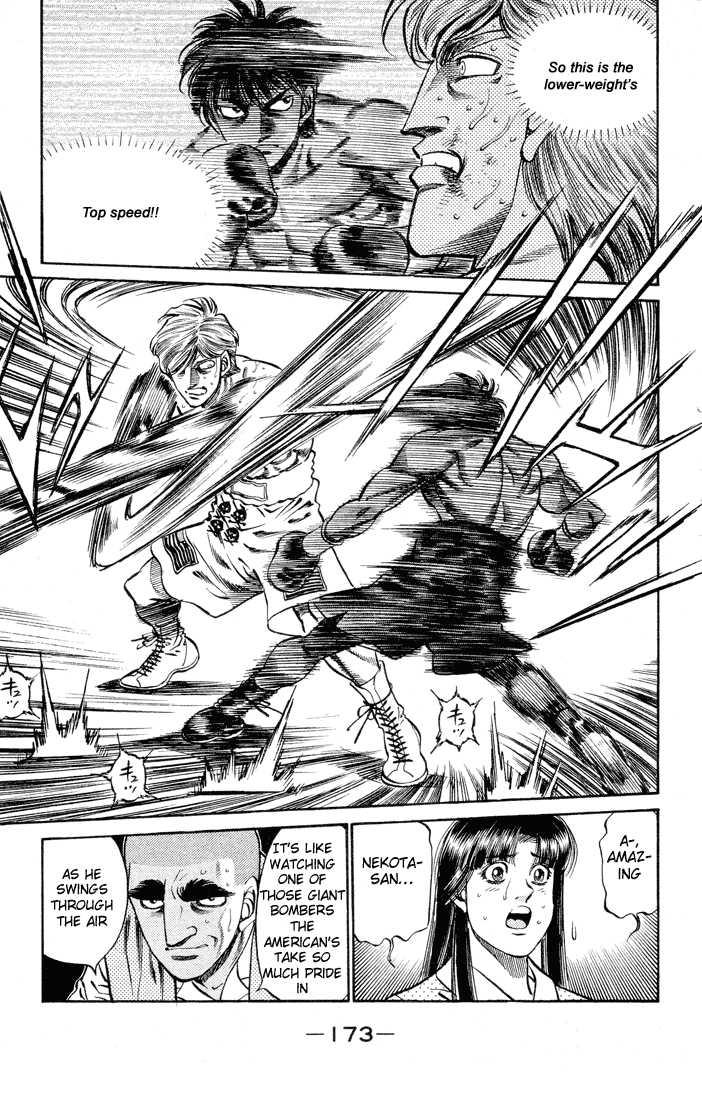 So this is the
lower-weight's
Top speed!!
キュッ
キュッ
キュッ
A-,
AMAZ-
ING
NEKOTA-
SAN...
IT'S LIKE
WATCHING
ONE OF
THOSE GIANT
BOMBERS
THE
AMERICAN'S
TAKE SO
MUCH PRIDE
IN
AS HE
SWINGS
THROUGH
THE AIR
—173—